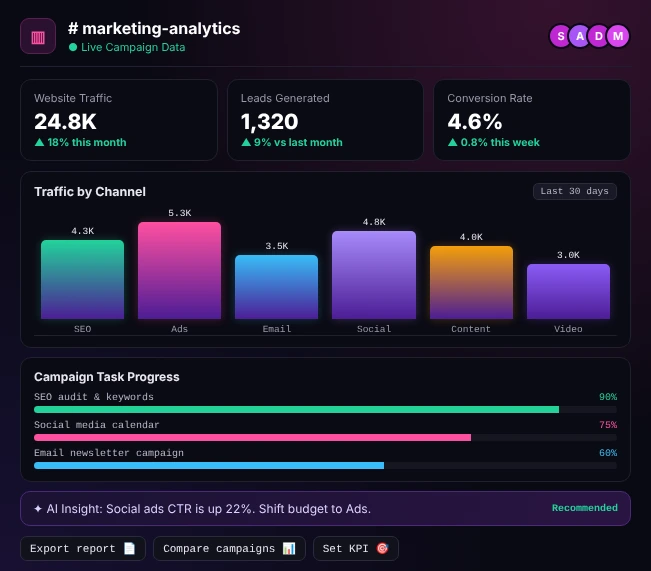 # marketing-analytics
Live Campaign Data
S A D M
Website Traffic
24.8K
▲ 18% this month
Leads Generated
1,320
▲ 9% vs last month
Conversion Rate
4.6%
▲ 0.8% this week
Traffic by Channel
Last 30 days
4.3K 5.3K 3.5K 4.8K 4.0K 3.0K
SEO Ads Email Social Content Video
Campaign Task Progress
SEO audit & keywords 90%
Social media calendar 75%
Email newsletter campaign 60%
✦ AI Insight: Social ads CTR is up 22%. Shift budget to Ads. Recommended
Export report 📄 Compare campaigns 📊 Set KPI 🎯